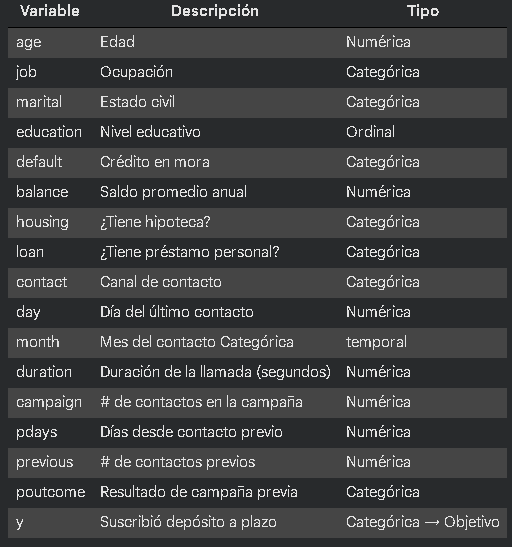 Variable Descripción Tipo
age Edad Numérica
job Ocupación Categórica
marital Estado civil Categórica
education Nivel educativo Ordinal
default Crédito en mora Categórica
balance Saldo promedio anual Numérica
housing ¿Tiene hipoteca? Categórica
loan ¿Tiene préstamo personal? Categórica
contact Canal de contacto Categórica
day Día del último contacto Numérica
month Mes del contacto Categórica temporal
duration Duración de la llamada (segundos) Numérica
campaign # de contactos en la campaña Numérica
pdays Días desde contacto previo Numérica
previous # de contactos previos Numérica
poutcome Resultado de campaña previa Categórica
y Suscribió depósito a plazo Categórica → Objetivo